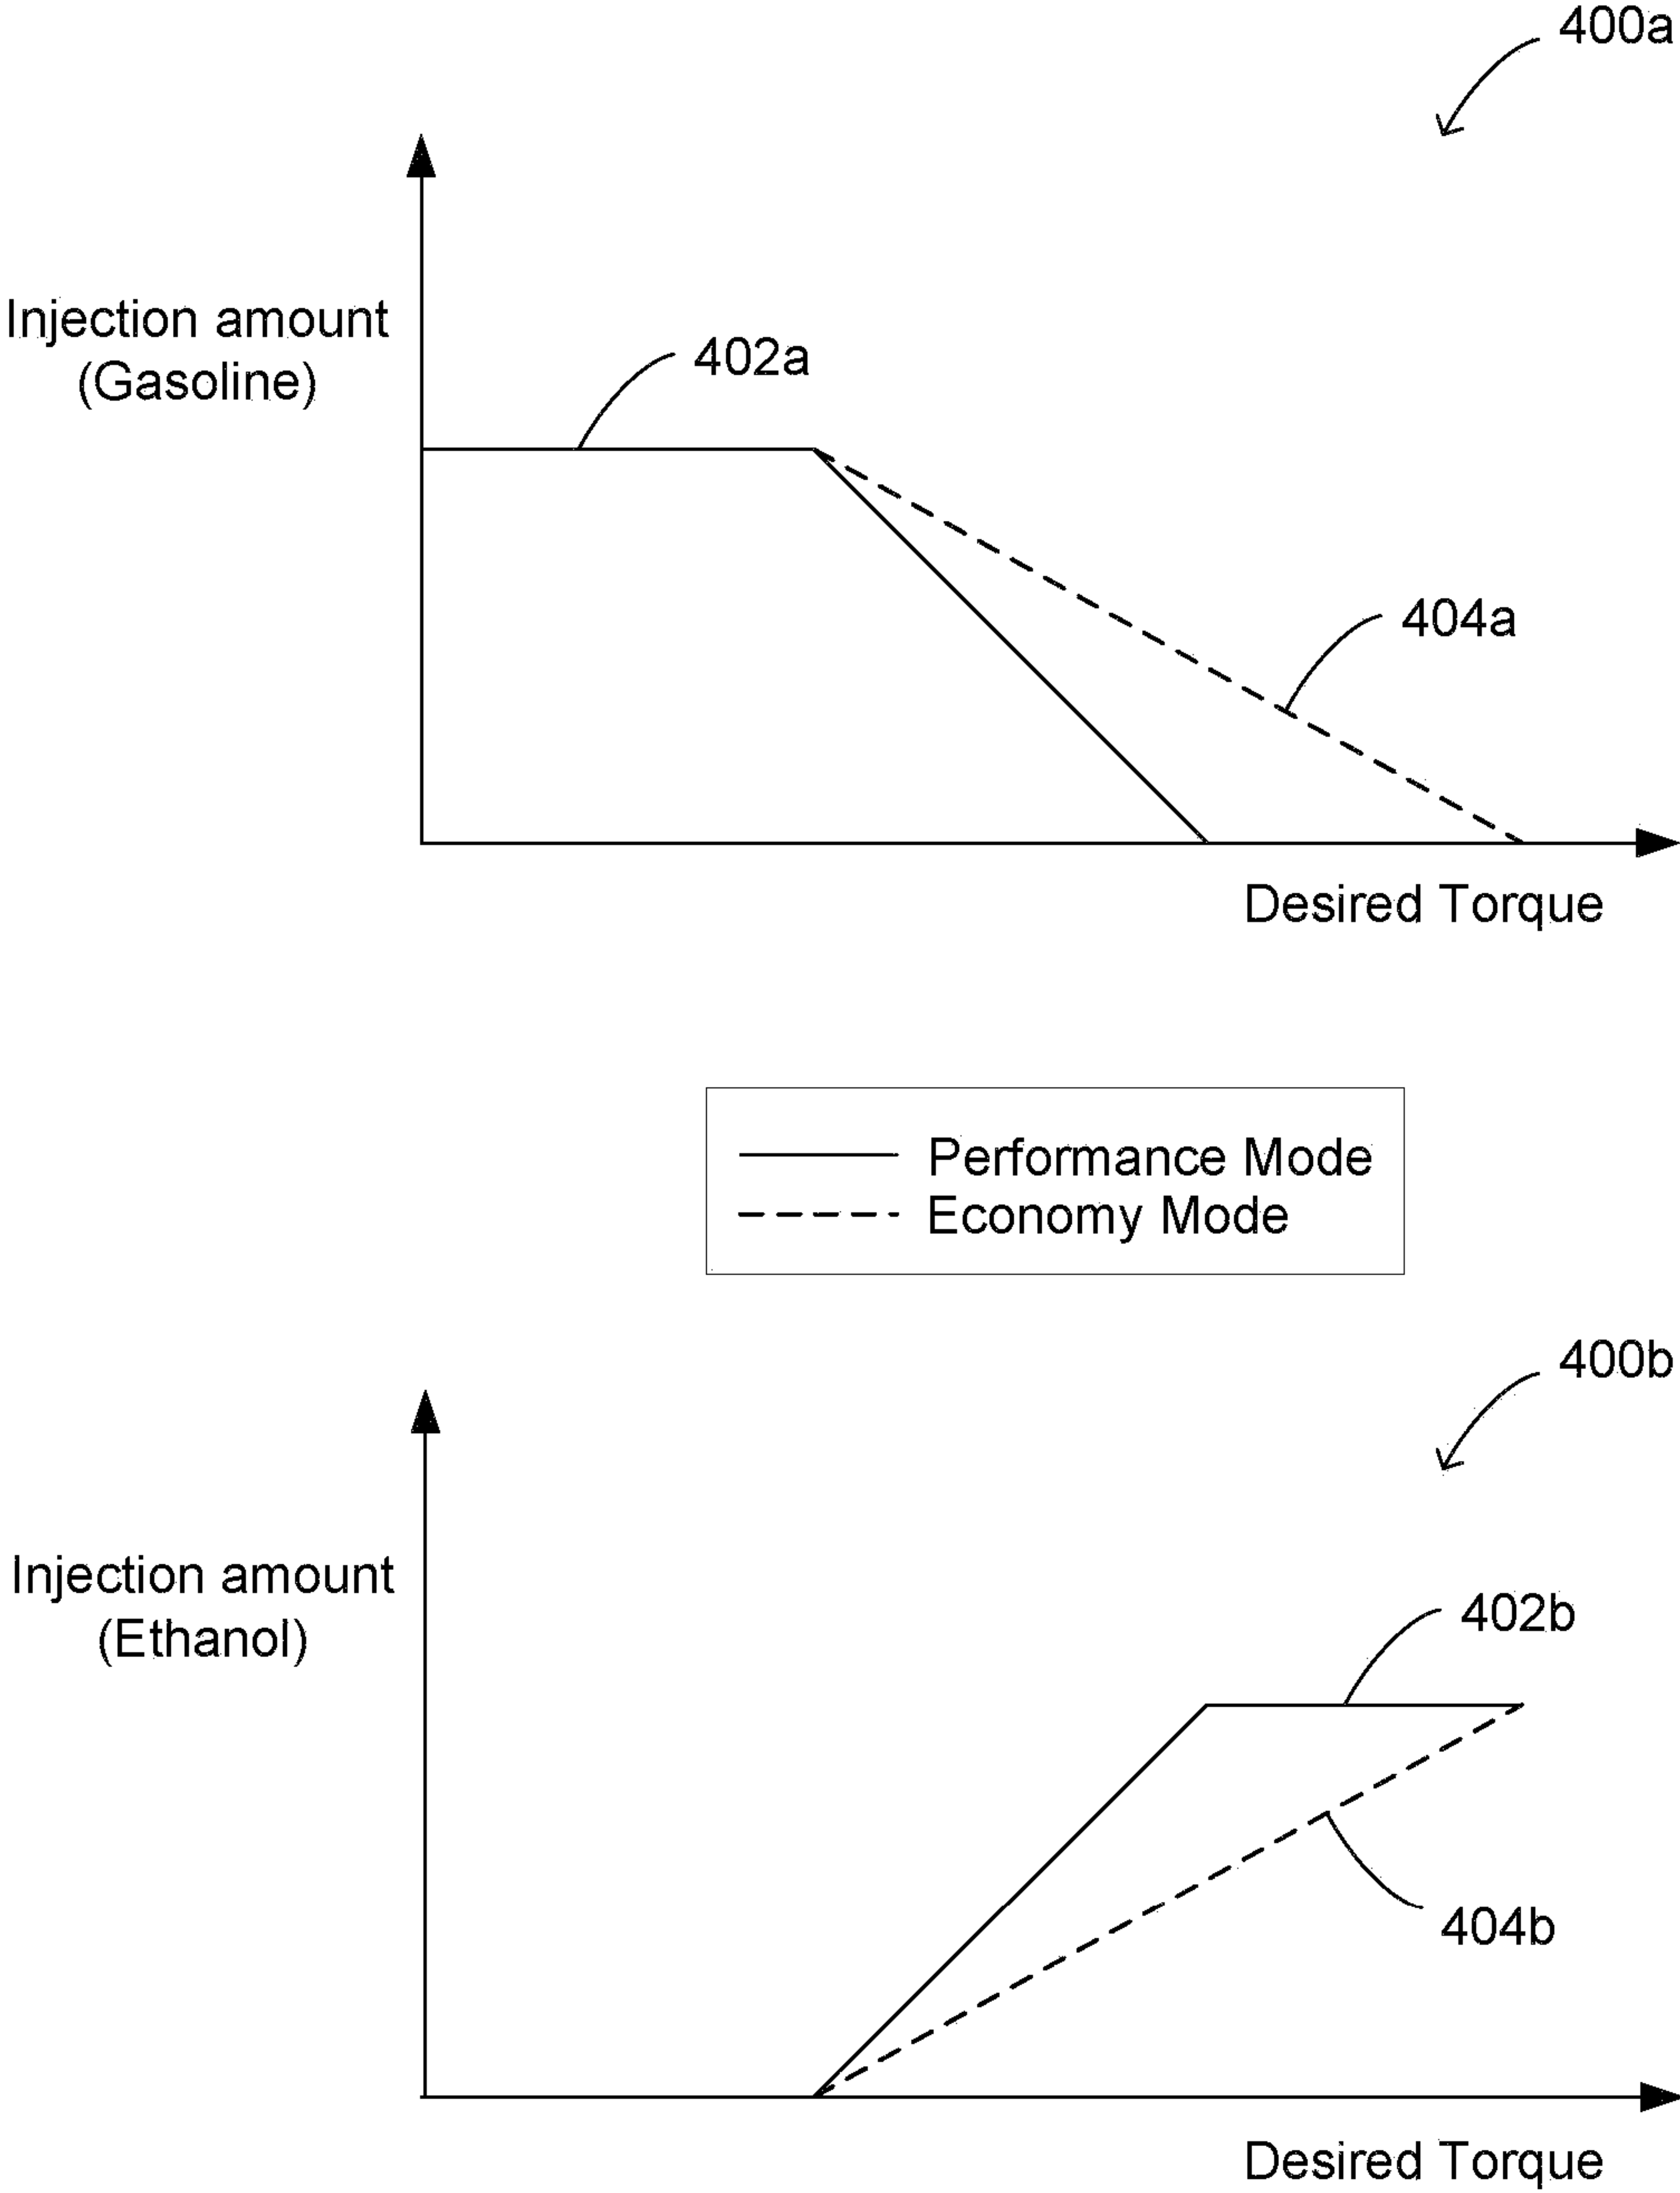 400a
Injection amount
(Gasoline)
402a
404a
Desired Torque
Performance Mode
Economy Mode
400b
Injection amount
(Ethanol)
402b
404b
Desired Torque